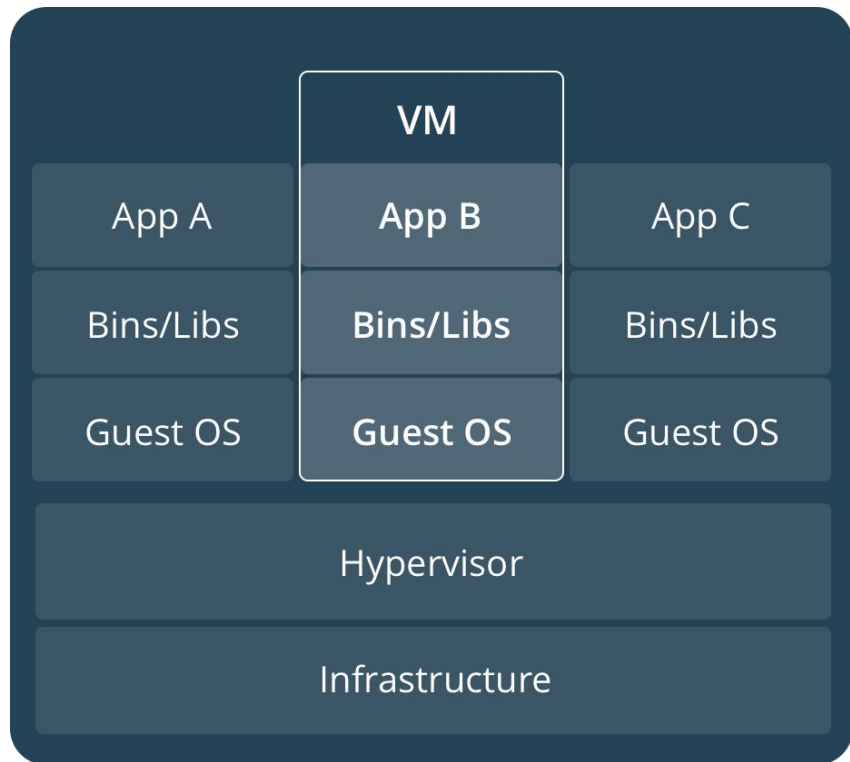 VM
App A App B App C
Bins/Libs Bins/Libs Bins/Libs
Guest OS Guest OS Guest OS
Hypervisor
Infrastructure